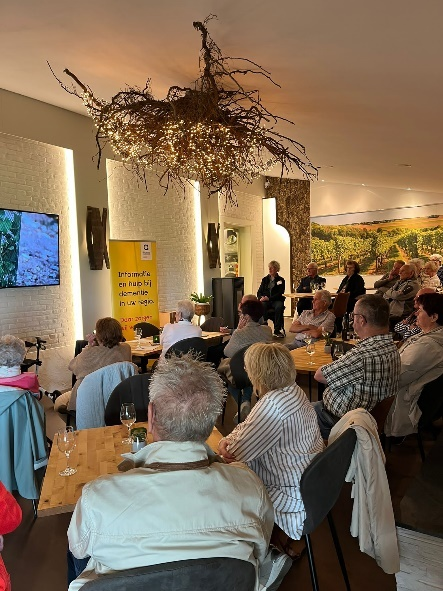 Informatie
en hulp bij
dementie
in uw regio.